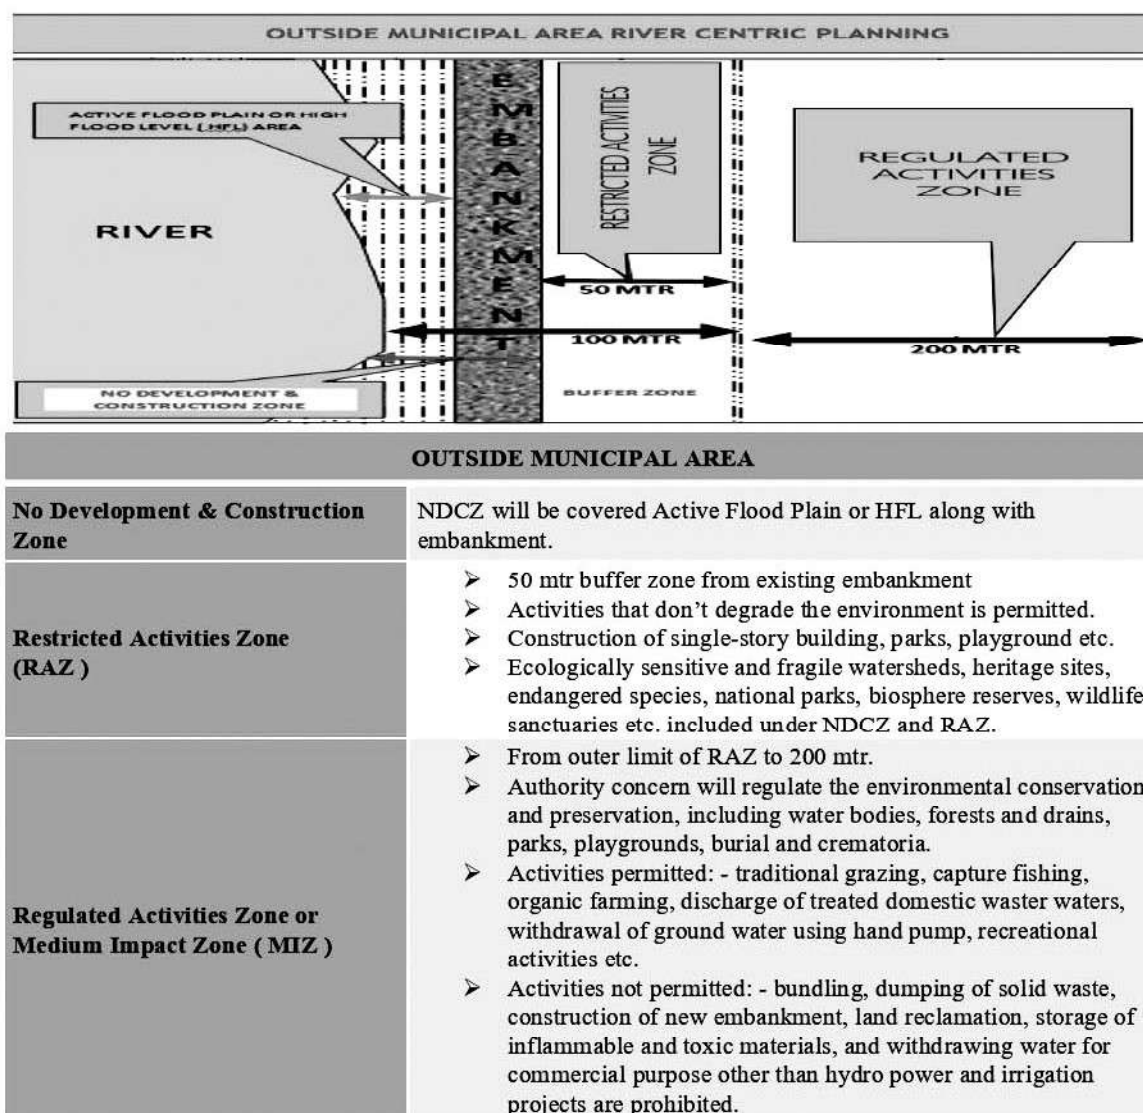 OUTSIDE MUNICIPAL AREA RIVER CENTRIC PLANNING
ACTIVE FLOOD PLAIN OR HIGH
FLOOD LEVEL (.HFL) AREA
RIVER
EMBANKMENT
RESTRICTED ACTIVITIES
ZONE
REGULATED
ACTIVITIES
ZONE
50 MTR
100 MTR
200 MTR
NO DEVELOPMENT &
CONSTRUCTION ZONE
BUFFER ZONE
OUTSIDE MUNICIPAL AREA
No Development & Construction
Zone
NDCZ will be covered Active Flood Plain or HFL along with
embankment.
Restricted Activities Zone
(RAZ )
➢ 50 mtr buffer zone from existing embankment
➢ Activities that don’t degrade the environment is permitted.
➢ Construction of single-story building, parks, playground etc.
➢ Ecologically sensitive and fragile watersheds, heritage sites,
endangered species, national parks, biosphere reserves, wildlife
sanctuaries etc. included under NDCZ and RAZ.
Regulated Activities Zone or
Medium Impact Zone ( MIZ )
➢ From outer limit of RAZ to 200 mtr.
➢ Authority concern will regulate the environmental conservation
and preservation, including water bodies, forests and drains,
parks, playgrounds, burial and crematoria.
➢ Activities permitted: - traditional grazing, capture fishing,
organic farming, discharge of treated domestic waster waters,
withdrawal of ground water using hand pump, recreational
activities etc.
➢ Activities not permitted: - bundling, dumping of solid waste,
construction of new embankment, land reclamation, storage of
inflammable and toxic materials, and withdrawing water for
commercial purpose other than hydro power and irrigation
projects are prohibited.